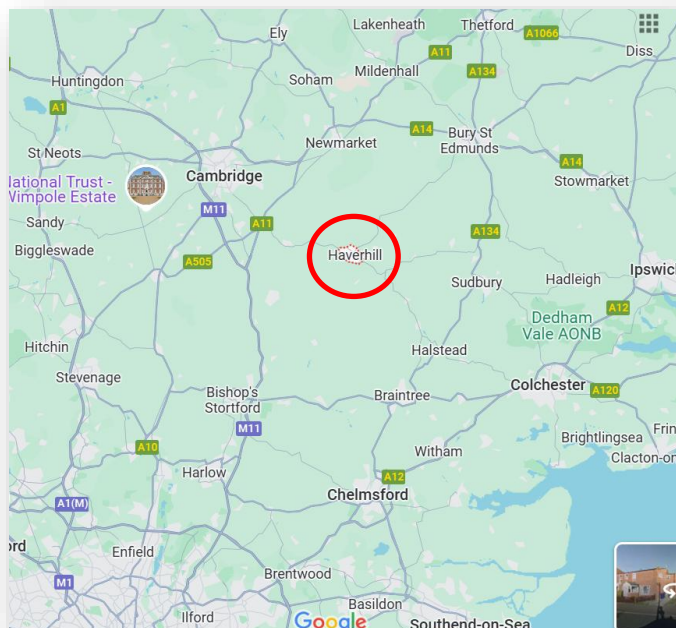 Lakenheath
Thetford
Ely
A1066
A11
Diss
Mildenhall
A134
Huntingdon
Soham
A1
Newmarket
A14
Bury St
Edmunds
St Neots
A14
National Trust -
Wimpole Estate
Cambridge
Stowmarket
M11
Sandy
A11
A134
Biggleswade
A505
Haverhill
Ipswic
Sudbury
Hadleigh
A12
Dedham
Vale AONB
Hitchin
Halstead
Stevenage
Bishop's
Stortford
Braintree
Colchester
A120
M11
Brightlingsea
Frin
A10
Witham
Clacton-on
Harlow
A12
A1(M)
Chelmsford
ord
Enfield
M1
Brentwood
Basildon
Ilford
Google
Southend-on-Sea